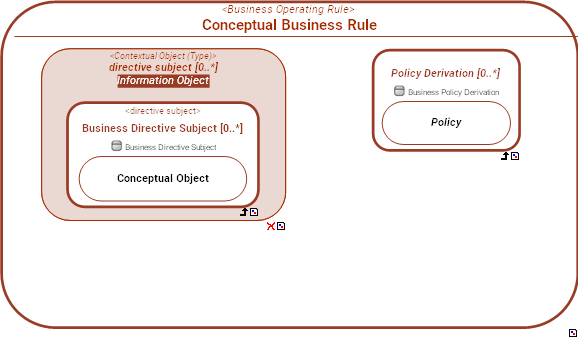 <Business Operating Rule>
Conceptual Business Rule
<Contextual Object (Type)>
directive subject [0..*]
Information Object
<directive subject>
Business Directive Subject [0..*]
Business Directive Subject
Conceptual Object
Policy Derivation [0..*]
Business Policy Derivation
Policy